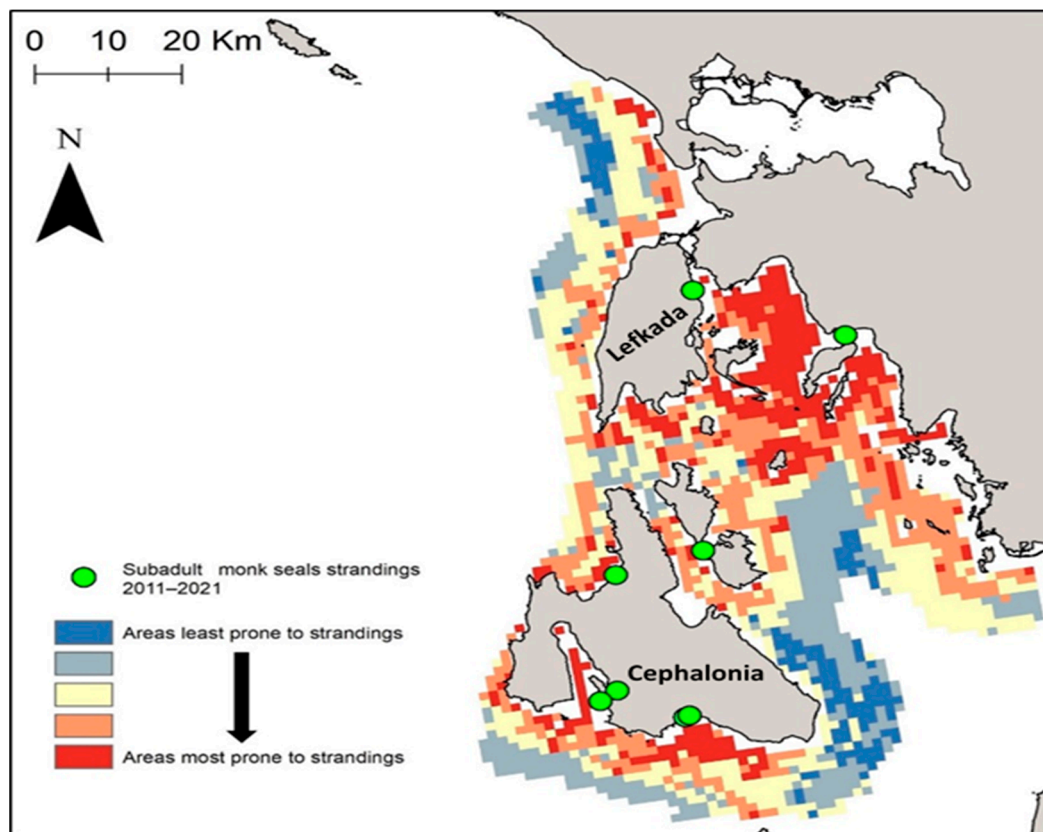 0 10 20 Km
N
Lefkada
Subadult monk seals strandings
2011–2021
Areas least prone to strandings
Cephalonia
Areas most prone to strandings